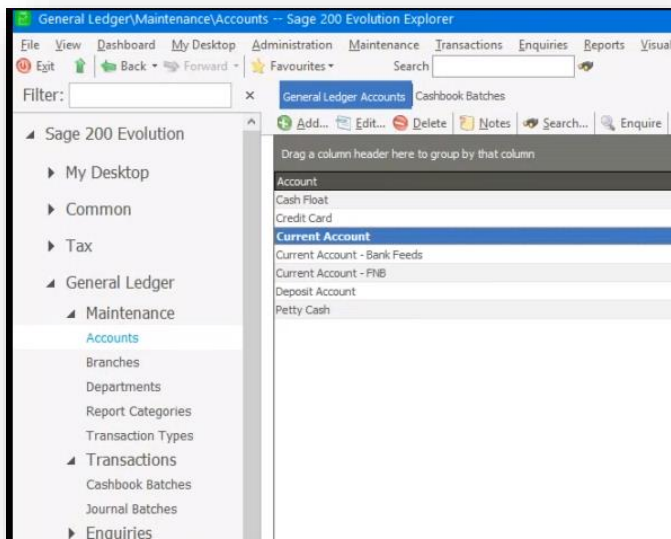 General Ledger\Maintenance\Accounts -- Sage 200 Evolution Explorer
File View Dashboard My Desktop Administration Maintenance Transactions Enquiries Reports Visual
Exit Back Forward Favourites Search
Filter: x General Ledger Accounts Cashbook Batches
Add... Edit... Delete Notes Search... Enquire
Sage 200 Evolution
My Desktop
Common
Tax
General Ledger
Maintenance
Accounts
Branches
Departments
Report Categories
Transaction Types
Transactions
Cashbook Batches
Journal Batches
Enquiries
Drag a column header here to group by that column
Account
Cash Float
Credit Card
Current Account
Current Account - Bank Feeds
Current Account - FNB
Deposit Account
Petty Cash